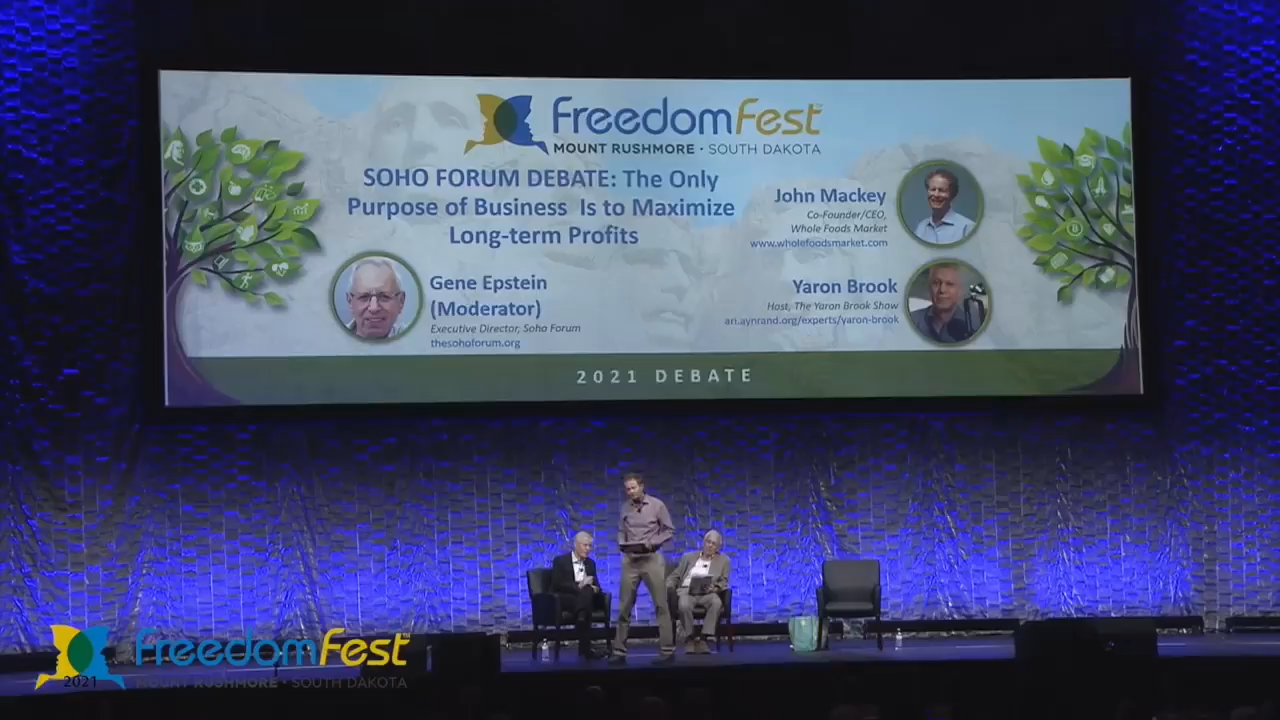 FreedomFest™
MOUNT RUSHMORE • SOUTH DAKOTA
SOHO FORUM DEBATE: The Only
Purpose of Business Is to Maximize
Long-term Profits
John Mackey
Co-Founder/CEO,
Whole Foods Market
www.wholefoodsmarket.com
Gene Epstein
(Moderator)
Executive Director, Soho Forum
thesohoforum.org
Yaron Brook
Host, The Yaron Brook Show
ari.aynrand.org/experts/yaron-brook
2021 DEBATE
FreedomFest™
2021 MOUNT RUSHMORE • SOUTH DAKOTA